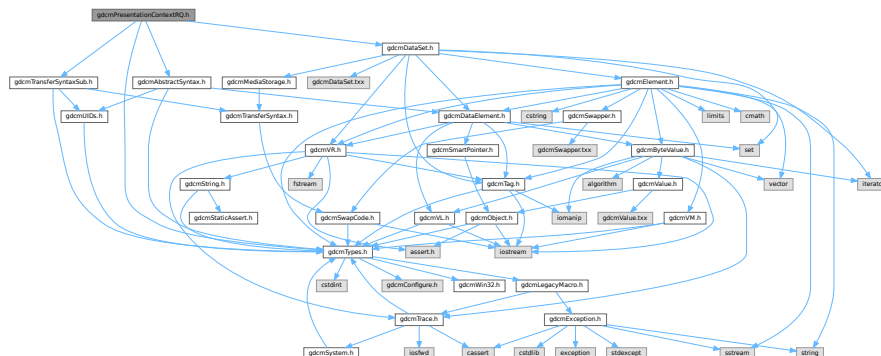 gdcmPresentationContextRQ.h
gdcmDataSet.h
gdcmTransferSyntaxSub.h
gdcmAbstractSyntax.h
gdcmMediaStorage.h
gdcmDataSet.txx
gdcmElement.h
gdcmUIDs.h
gdcmTransferSyntax.h
gdcmDataElement.h
cstring
gdcmSwapper.h
limits
cmath
gdcmVR.h
gdcmSmartPointer.h
gdcmSwapper.txx
gdcmByteValue.h
set
gdcmString.h
fstream
gdcmTag.h
algorithm
gdcmValue.h
vector
iterato
gdcmStaticAssert.h
gdcmSwapCode.h
gdcmVL.h
gdcmObject.h
iomanip
gdcmValue.txx
gdcmVM.h
gdcmTypes.h
assert.h
iostream
cstdint
gdcmConfigure.h
gdcmWin32.h
gdcmLegacyMacro.h
gdcmTrace.h
gdcmException.h
gdcmSystem.h
iosfwd
cassert
cstdlib
exception
stdexcept
sstream
string